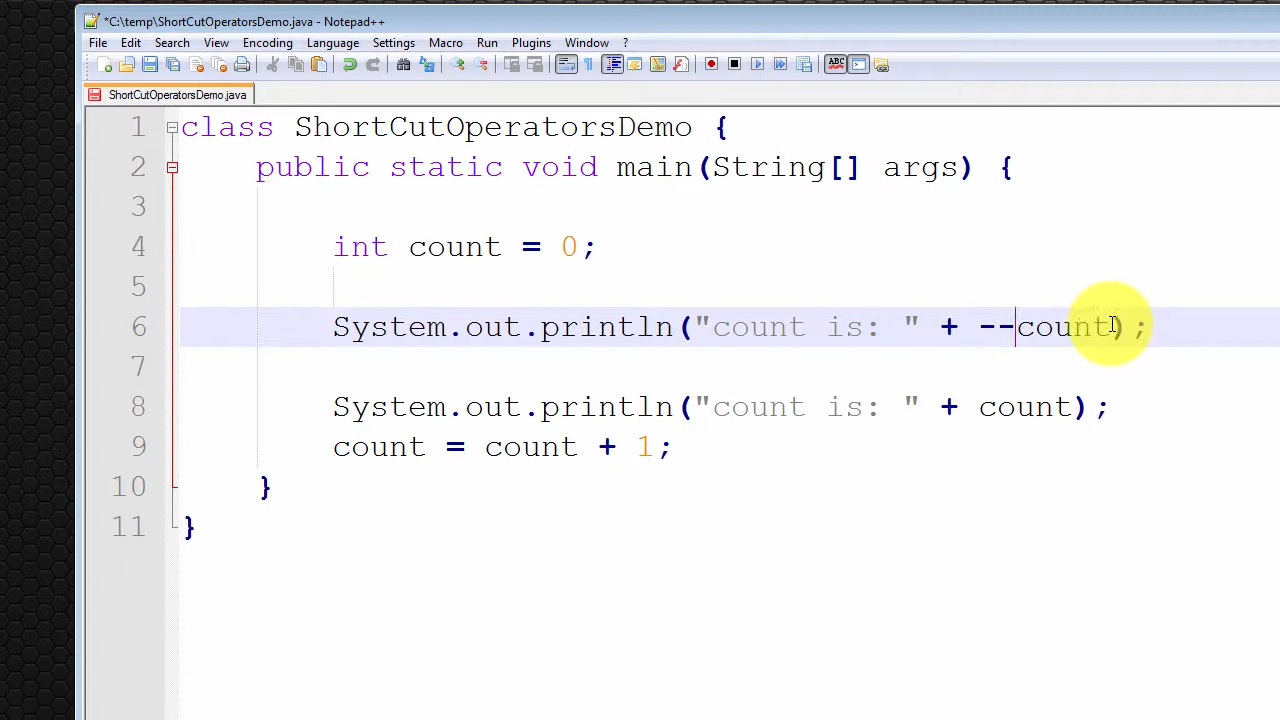 *C:\temp\ShortCutOperatorsDemo.java - Notepad++
File Edit Search View Encoding Language Settings Macro Run Plugins Window ?
ABC
ShortCutOperatorsDemo.java
1 class ShortCutOperatorsDemo {
2 public static void main(String[] args) {
3
4 int count = 0;
5
6 System.out.println("count is: " + --count);
7
8 System.out.println("count is: " + count);
9 count = count + 1;
10 }
11 }